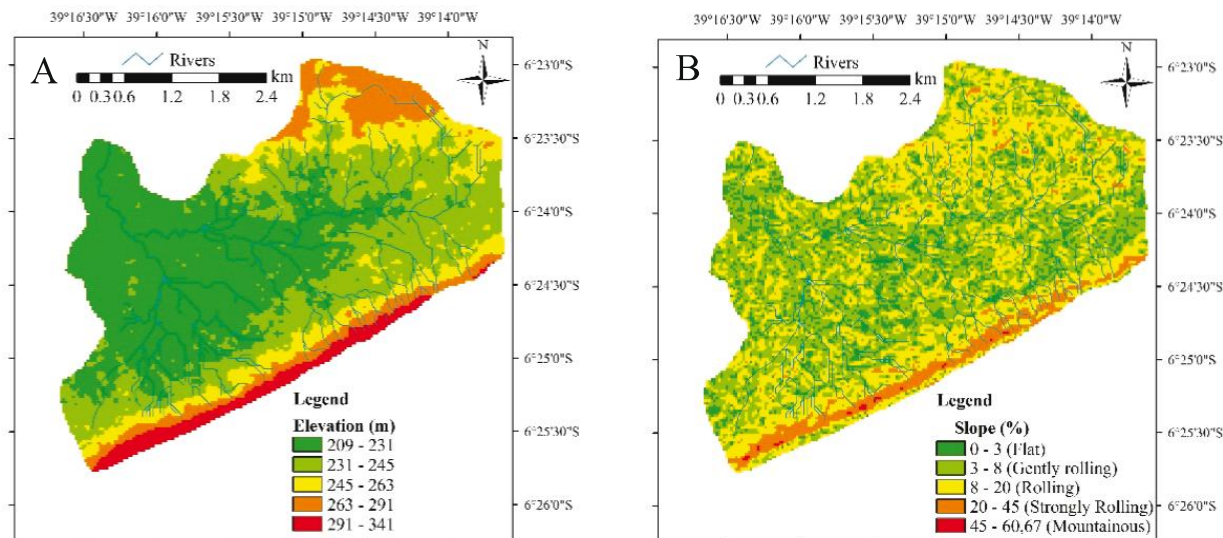 39°16'30"W 39°16'0"W 39°15'30"W 39°15'0"W 39°14'30"W 39°14'0"W
A
Rivers
km
0 0.3 0.6 1.2 1.8 2.4
N
6°23'0"S
6°23'30"S
6°24'0"S
6°24'30"S
6°25'0"S
6°25'30"S
6°26'0"S
Legend
Elevation (m)
209 - 231
231 - 245
245 - 263
263 - 291
291 - 341
39°16'30"W 39°16'0"W 39°15'30"W 39°15'0"W 39°14'30"W 39°14'0"W
B
Rivers
km
0 0.3 0.6 1.2 1.8 2.4
N
6°23'0"S
6°23'30"S
6°24'0"S
6°24'30"S
6°25'0"S
6°25'30"S
6°26'0"S
Legend
Slope (%)
0 - 3 (Flat)
3 - 8 (Gently rolling)
8 - 20 (Rolling)
20 - 45 (Strongly Rolling)
45 - 60,67 (Mountainous)